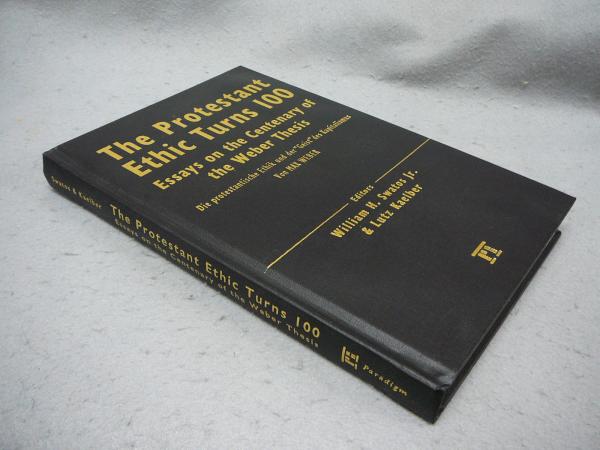 The Protestant
Ethic Turns 100
Essays on the Centenary of
the Weber Thesis
Die protestantische Ethik und der "Geist" des Kapitalismus
Von MAX WEBER
Editors
William H. Swatos Jr.
& Lutz Kaelber
Swatos & Kaelber
The Protestant Ethic Turns 100
Essays on the Centenary of the Weber Thesis
Paradigm